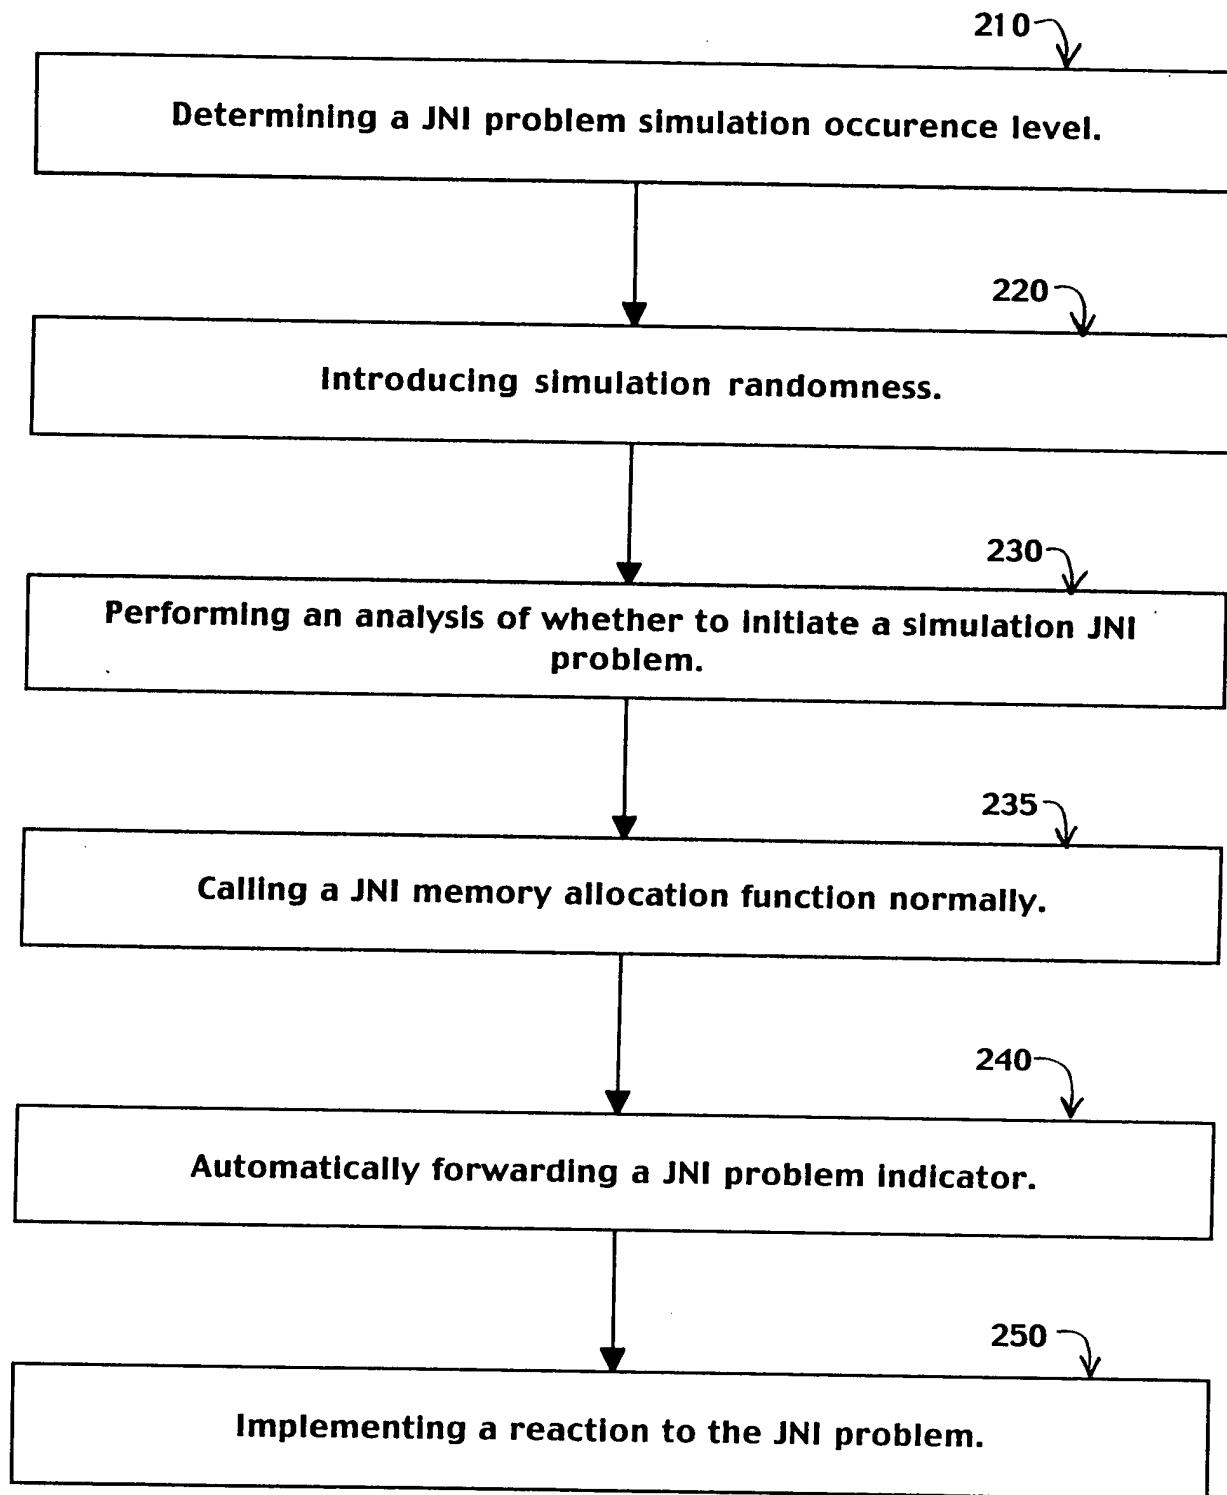 210
Determining a JNI problem simulation occurence level.
220
Introducing simulation randomness.
230
Performing an analysis of whether to initiate a simulation JNI
problem.
235
Calling a JNI memory allocation function normally.
240
Automatically forwarding a JNI problem indicator.
250
Implementing a reaction to the JNI problem.